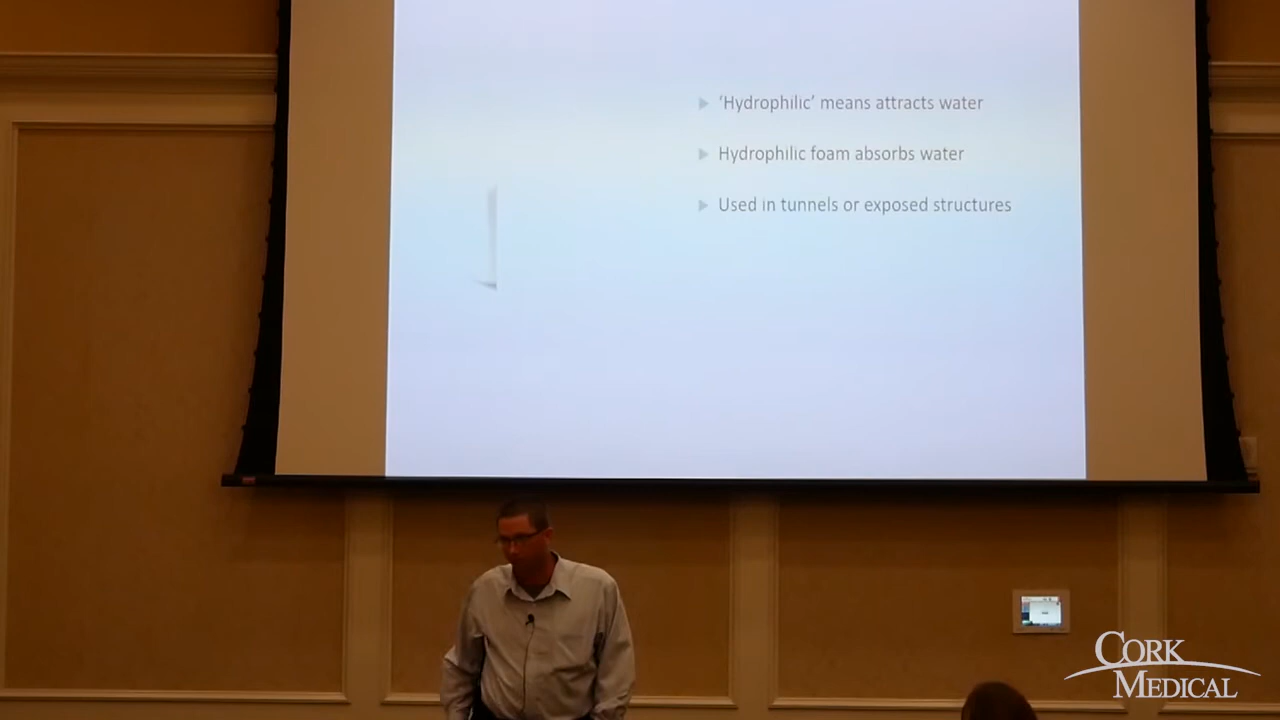 ‘Hydrophilic’ means attracts water
Hydrophilic foam absorbs water
Used in tunnels or exposed structures
CORK
MEDICAL